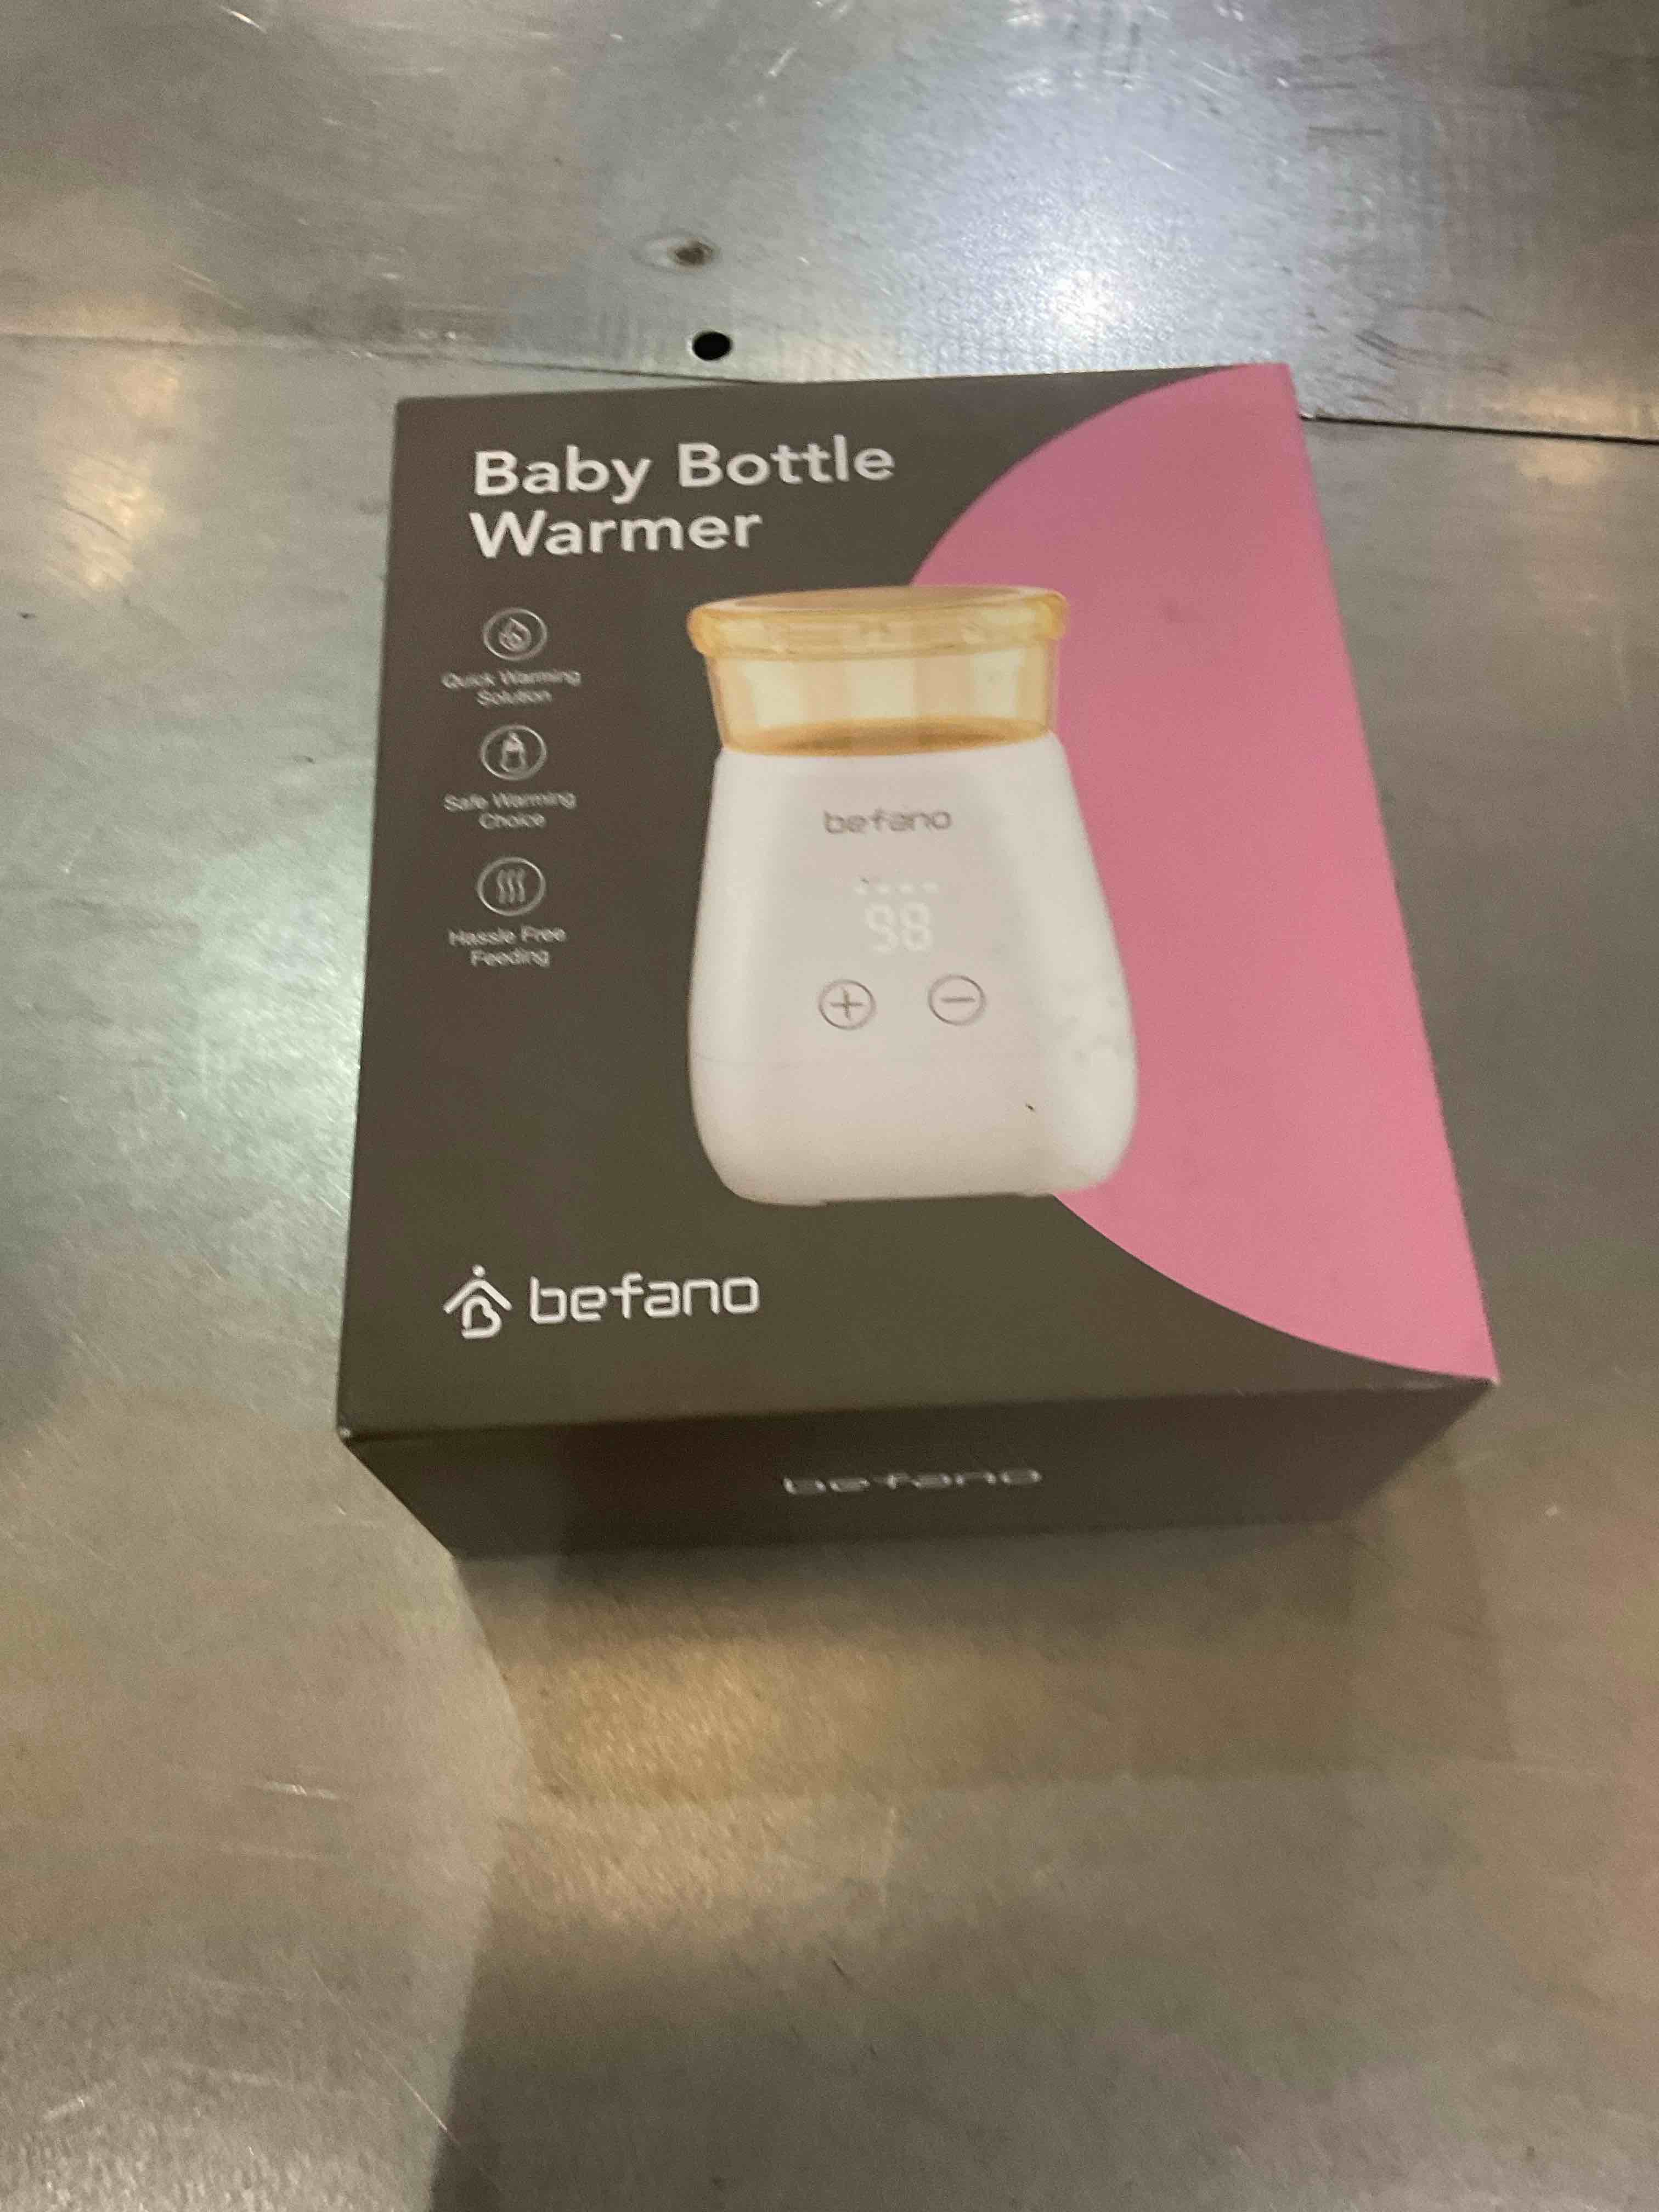 Baby Bottle
Warmer
Quick Warming
Solution
Safe Warming
Choice
Hassle Free
Feeding
befano
98
befano
befano